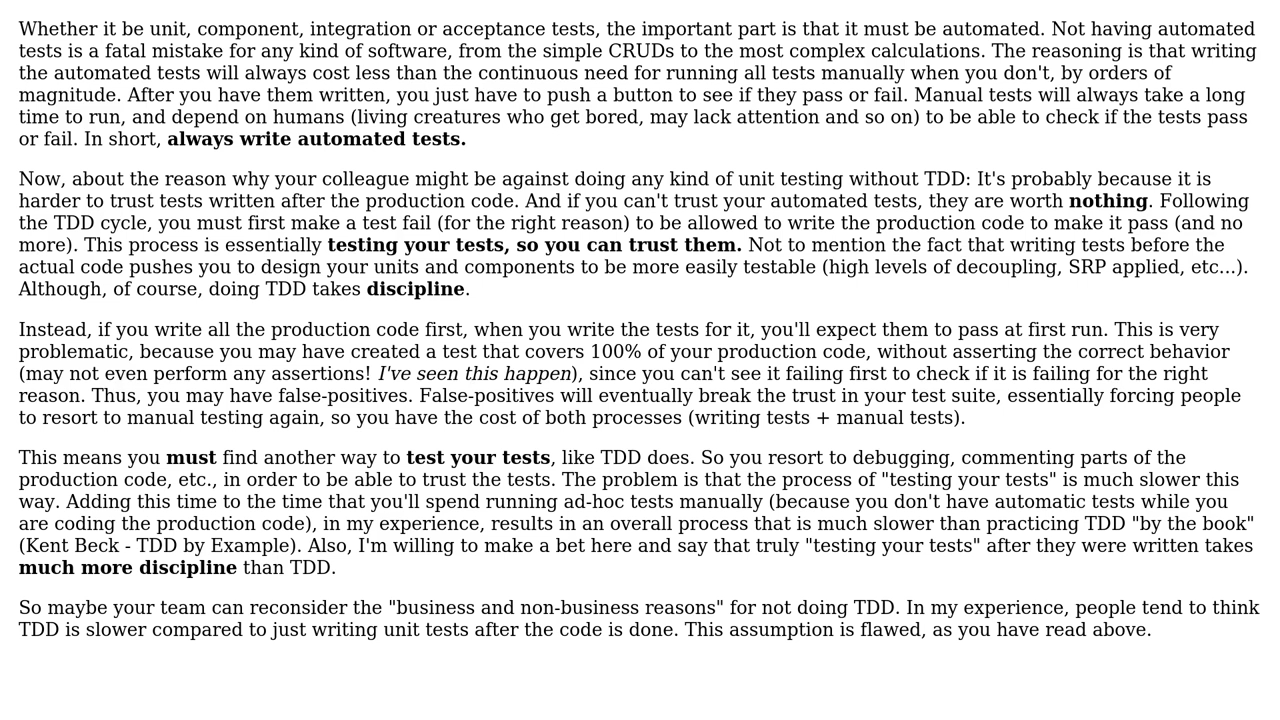 Whether it be unit, component, integration or acceptance tests, the important part is that it must be automated. Not having automated
tests is a fatal mistake for any kind of software, from the simple CRUDs to the most complex calculations. The reasoning is that writing
the automated tests will always cost less than the continuous need for running all tests manually when you don't, by orders of
magnitude. After you have them written, you just have to push a button to see if they pass or fail. Manual tests will always take a long
time to run, and depend on humans (living creatures who get bored, may lack attention and so on) to be able to check if the tests pass
or fail. In short, always write automated tests.
Now, about the reason why your colleague might be against doing any kind of unit testing without TDD: It's probably because it is
harder to trust tests written after the production code. And if you can't trust your automated tests, they are worth nothing. Following
the TDD cycle, you must first make a test fail (for the right reason) to be allowed to write the production code to make it pass (and no
more). This process is essentially testing your tests, so you can trust them. Not to mention the fact that writing tests before the
actual code pushes you to design your units and components to be more easily testable (high levels of decoupling, SRP applied, etc...).
Although, of course, doing TDD takes discipline.
Instead, if you write all the production code first, when you write the tests for it, you'll expect them to pass at first run. This is very
problematic, because you may have created a test that covers 100% of your production code, without asserting the correct behavior
(may not even perform any assertions! I've seen this happen), since you can't see it failing first to check if it is failing for the right
reason. Thus, you may have false-positives. False-positives will eventually break the trust in your test suite, essentially forcing people
to resort to manual testing again, so you have the cost of both processes (writing tests + manual tests).
This means you must find another way to test your tests, like TDD does. So you resort to debugging, commenting parts of the
production code, etc., in order to be able to trust the tests. The problem is that the process of "testing your tests" is much slower this
way. Adding this time to the time that you'll spend running ad-hoc tests manually (because you don't have automatic tests while you
are coding the production code), in my experience, results in an overall process that is much slower than practicing TDD "by the book"
(Kent Beck - TDD by Example). Also, I'm willing to make a bet here and say that truly "testing your tests" after they were written takes
much more discipline than TDD.
So maybe your team can reconsider the "business and non-business reasons" for not doing TDD. In my experience, people tend to think
TDD is slower compared to just writing unit tests after the code is done. This assumption is flawed, as you have read above.